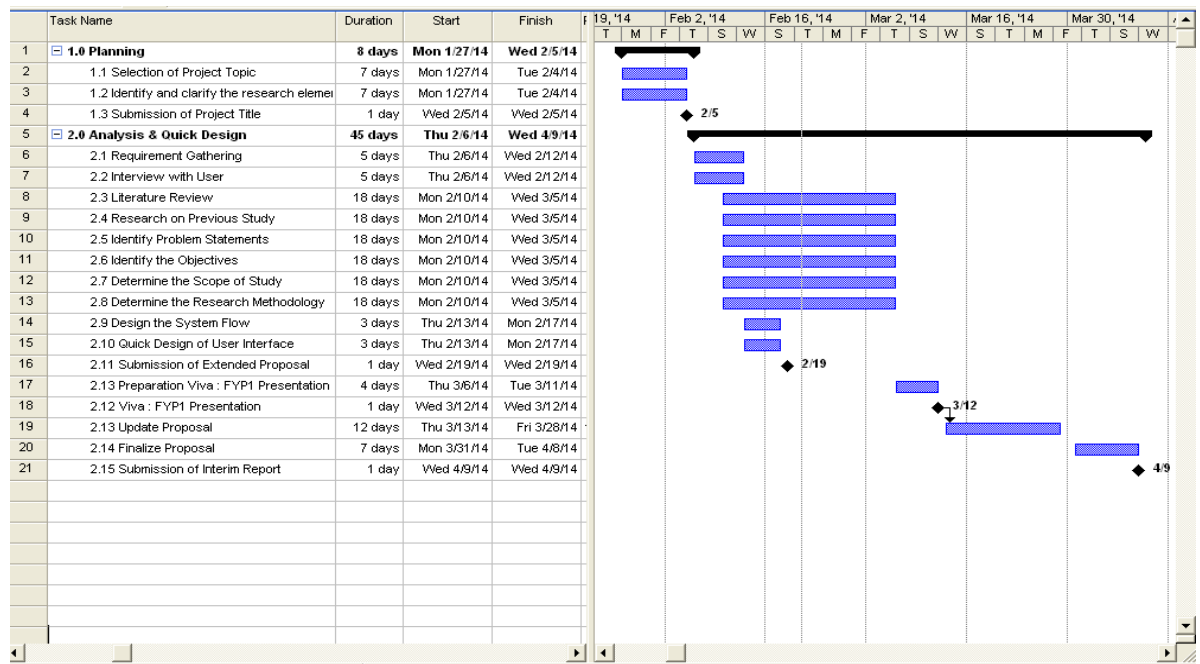 Task Name Duration Start Finish 19, '14 Feb 2, '14 Feb 16, '14 Mar 2, '14 Mar 16, '14 Mar 30, '14
T M F T S W S T M F T S W S T M F T S W
1 1.0 Planning 8 days Mon 1/27/14 Wed 2/5/14
2 1.1 Selection of Project Topic 7 days Mon 1/27/14 Tue 2/4/14
3 1.2 Identify and clarify the research elemei 7 days Mon 1/27/14 Tue 2/4/14
4 1.3 Submission of Project Title 1 day Wed 2/5/14 Wed 2/5/14 2/5
5 2.0 Analysis & Quick Design 45 days Thu 2/6/14 Wed 4/9/14
6 2.1 Requirement Gathering 5 days Thu 2/6/14 Wed 2/12/14
7 2.2 Interview with User 5 days Thu 2/6/14 Wed 2/12/14
8 2.3 Literature Review 18 days Mon 2/10/14 Wed 3/5/14
9 2.4 Research on Previous Study 18 days Mon 2/10/14 Wed 3/5/14
10 2.5 Identify Problem Statements 18 days Mon 2/10/14 Wed 3/5/14
11 2.6 Identify the Objectives 18 days Mon 2/10/14 Wed 3/5/14
12 2.7 Determine the Scope of Study 18 days Mon 2/10/14 Wed 3/5/14
13 2.8 Determine the Research Methodology 18 days Mon 2/10/14 Wed 3/5/14
14 2.9 Design the System Flow 3 days Thu 2/13/14 Mon 2/17/14
15 2.10 Quick Design of User Interface 3 days Thu 2/13/14 Mon 2/17/14
16 2.11 Submission of Extended Proposal 1 day Wed 2/19/14 Wed 2/19/14 2/19
17 2.13 Preparation Viva : FYP1 Presentation 4 days Thu 3/6/14 Tue 3/11/14
18 2.12 Viva : FYP1 Presentation 1 day Wed 3/12/14 Wed 3/12/14 3/12
19 2.13 Update Proposal 12 days Thu 3/13/14 Fri 3/28/14
20 2.14 Finalize Proposal 7 days Mon 3/31/14 Tue 4/8/14
21 2.15 Submission of Interim Report 1 day Wed 4/9/14 Wed 4/9/14 4/9